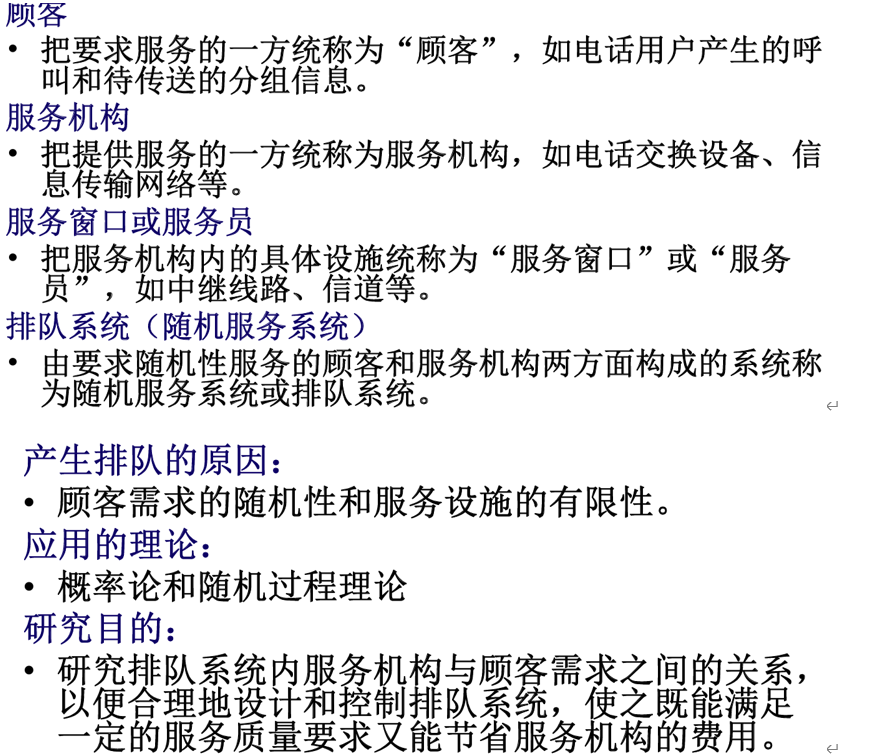 顾客
• 把要求服务的一方统称为“顾客”，如电话用户产生的呼
叫和待传送的分组信息。
服务机构
• 把提供服务的一方统称为服务机构，如电话交换设备、信
息传输网络等。
服务窗口或服务员
• 把服务机构内的具体设施统称为“服务窗口”或“服务
员”，如中继线路、信道等。
排队系统（随机服务系统）
• 由要求随机性服务的顾客和服务机构两方面构成的系统称
为随机服务系统或排队系统。
产生排队的原因：
• 顾客需求的随机性和服务设施的有限性。
应用的理论：
• 概率论和随机过程理论
研究目的：
• 研究排队系统内服务机构与顾客需求之间的关系，
以便合理地设计和控制排队系统，使之既能满足
一定的服务质量要求又能节省服务机构的费用。